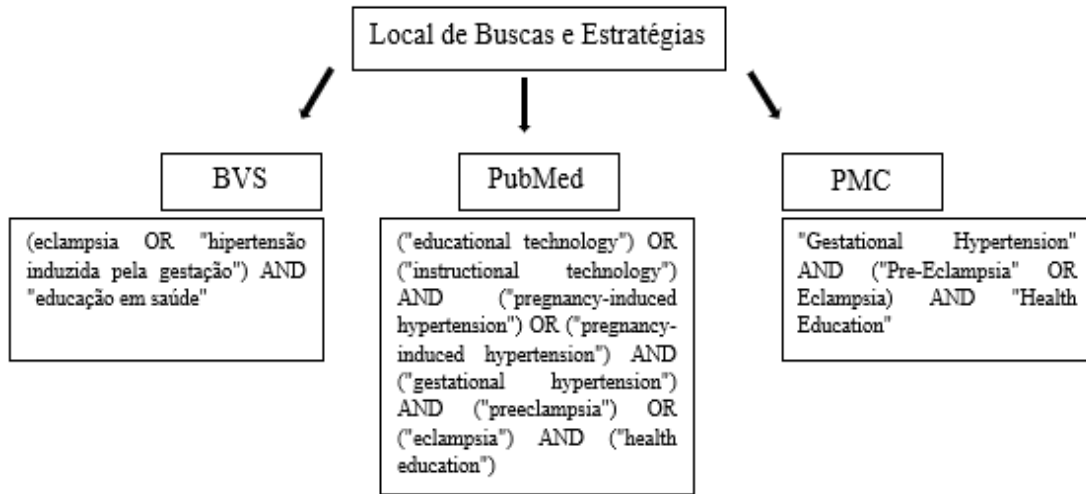 Local de Buscas e Estratégias
BVS
(eclampsia OR "hipertensão
induzida pela gestação") AND
"educação em saúde"
PubMed
("educational technology") OR
("instructional technology")
AND ("pregnancy-induced
hypertension") OR ("pregnancy-
induced hypertension") AND
("gestational hypertension")
AND ("preeclampsia") OR
("eclampsia") AND ("health
education")
PMC
"Gestational Hypertension"
AND ("Pre-Eclampsia" OR
Eclampsia) AND "Health
Education"